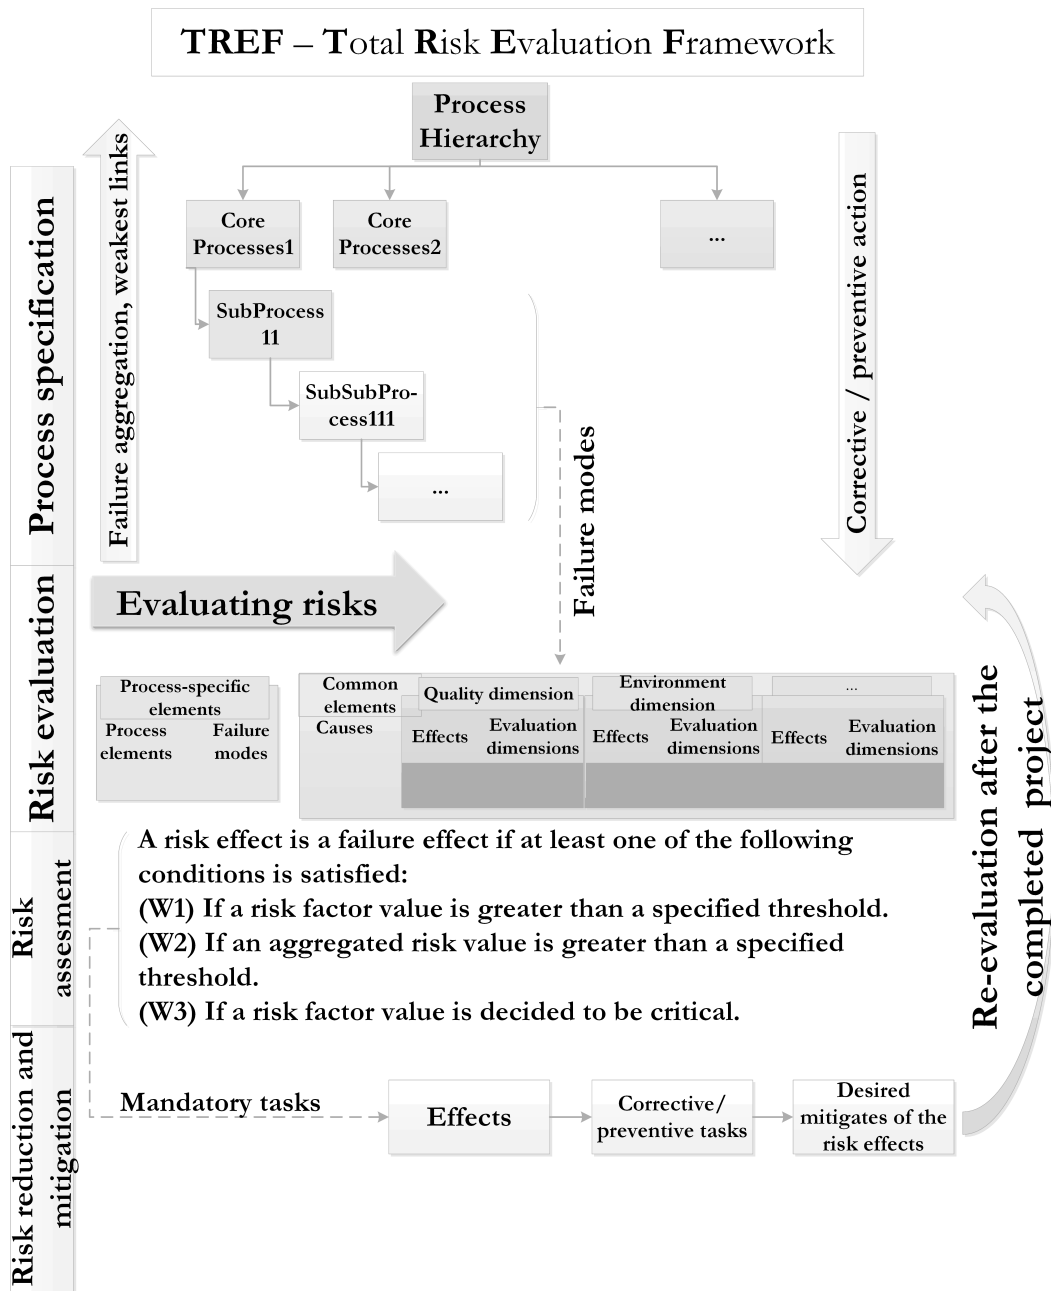 TREF – Total Risk Evaluation Framework
Process
Hierarchy
Failure aggregation, weakest links
Corrective / preventive action
Process specification
Core
Processes1
Core
Processes2
...
SubProcess
11
SubSubPro-
cess111
...
Failure modes
Risk evaluation
Evaluating risks
Process-specific
elements
Process
elements
Failure
modes
Common
elements
Causes
Quality dimension
Effects
Evaluation
dimensions
Environment
dimension
Effects
Evaluation
dimensions
...
Effects
Evaluation
dimensions
Re-evaluation after the
completed project
Risk
assesment
A risk effect is a failure effect if at least one of the following
conditions is satisfied:
(W1) If a risk factor value is greater than a specified threshold.
(W2) If an aggregated risk value is greater than a specified
threshold.
(W3) If a risk factor value is decided to be critical.
Risk reduction and
mitigation
Mandatory tasks
Effects
Corrective/
preventive tasks
Desired
mitigates of the
risk effects